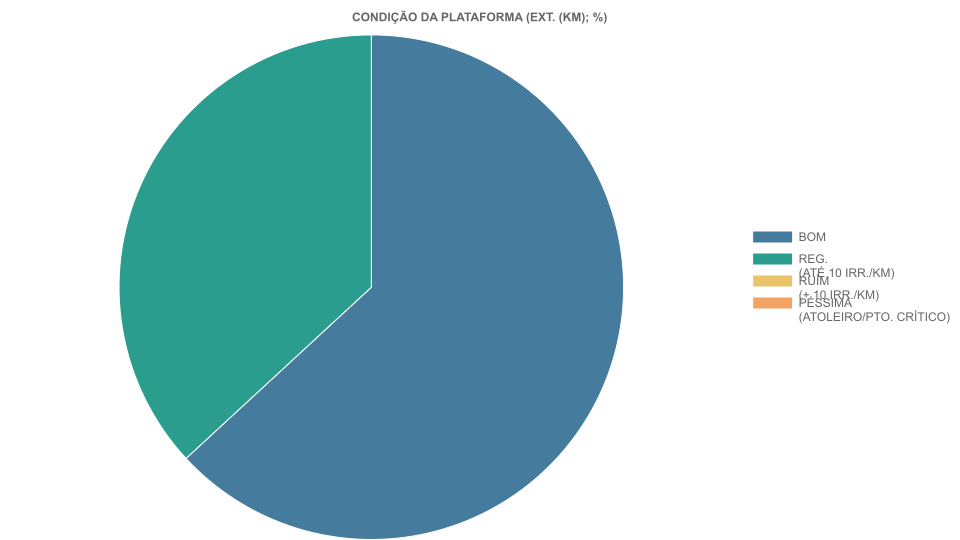 CONDIÇÃO DA PLATAFORMA (EXT. (KM); %)
BOM
REG.
(ATÉ 10 IRR./KM)
RUIM
(+ 10 IRR./KM)
PÉSSIMA
(ATOLEIRO/PTO. CRÍTICO)